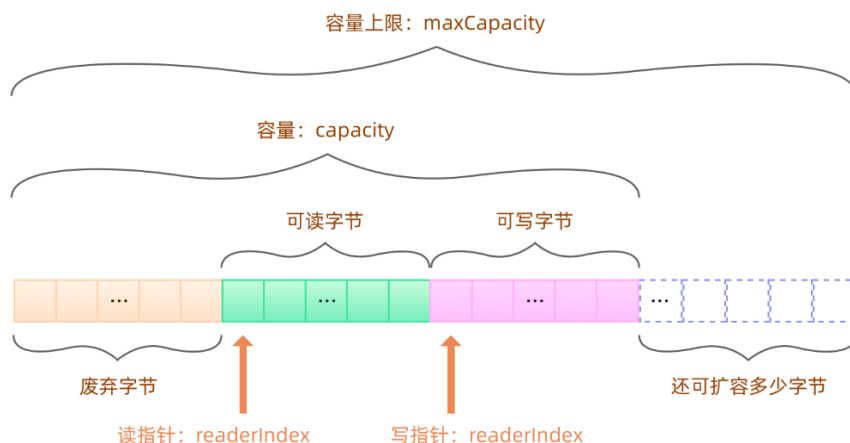 容量上限：maxCapacity
容量：capacity
可读字节
可写字节
...
...
...
...
废弃字节
还可扩容多少字节
读指针：readerIndex
写指针：readerIndex